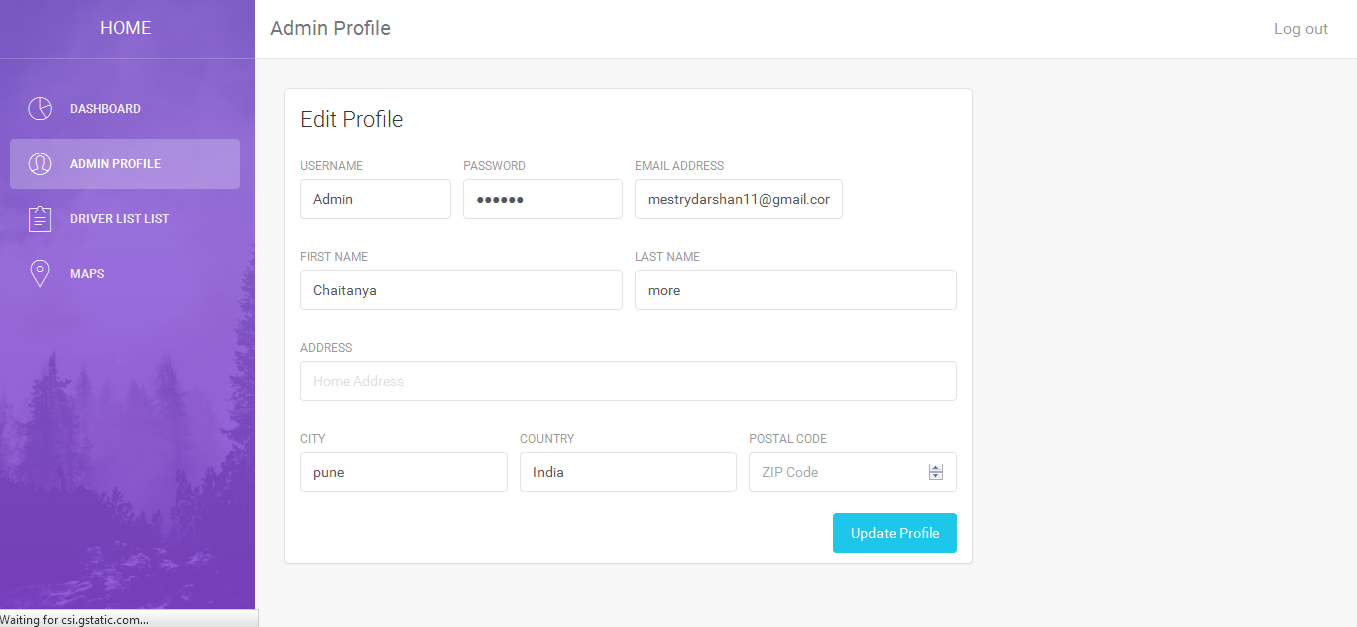 HOME
Admin Profile
Log out
DASHBOARD
ADMIN PROFILE
DRIVER LIST LIST
MAPS
Edit Profile
USERNAME PASSWORD EMAIL ADDRESS
Admin ●●●●●● mestrydarshan11@gmail.cor
FIRST NAME LAST NAME
Chaitanya more
ADDRESS
Home Address
CITY COUNTRY POSTAL CODE
pune India ZIP Code
Update Profile
Waiting for csi.gstatic.com...